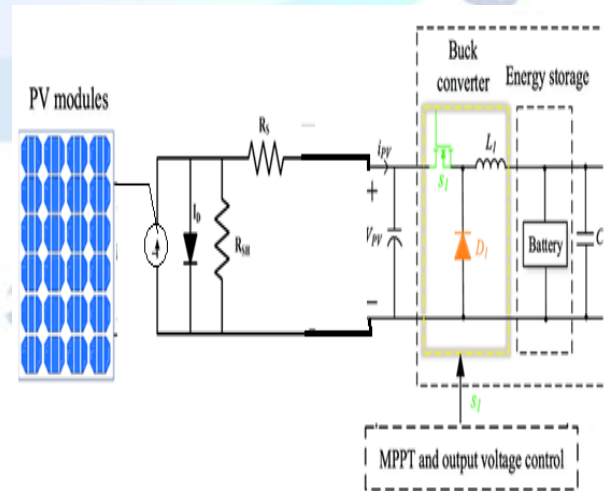 Buck
converter
Energy storage
PV modules
R_S
i_PV
L_1
S_1
+
I_D
R_SH
V_PV
D_1
Battery
C
−
S_1
MPPT and output voltage control